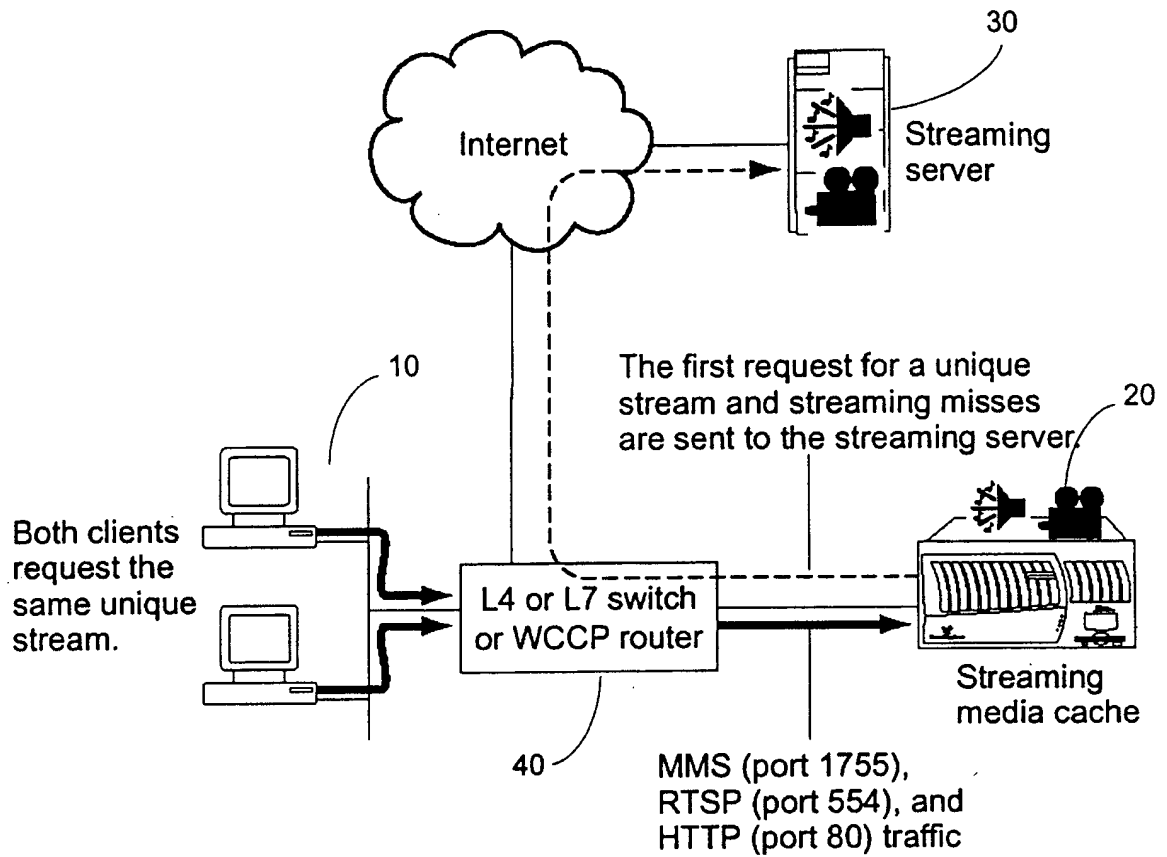 30
Internet
Streaming
server
10
The first request for a unique
stream and streaming misses
are sent to the streaming server.
20
Both clients
request the
same unique
stream.
L4 or L7 switch
or WCCP router
Streaming
media cache
40
MMS (port 1755),
RTSP (port 554), and
HTTP (port 80) traffic